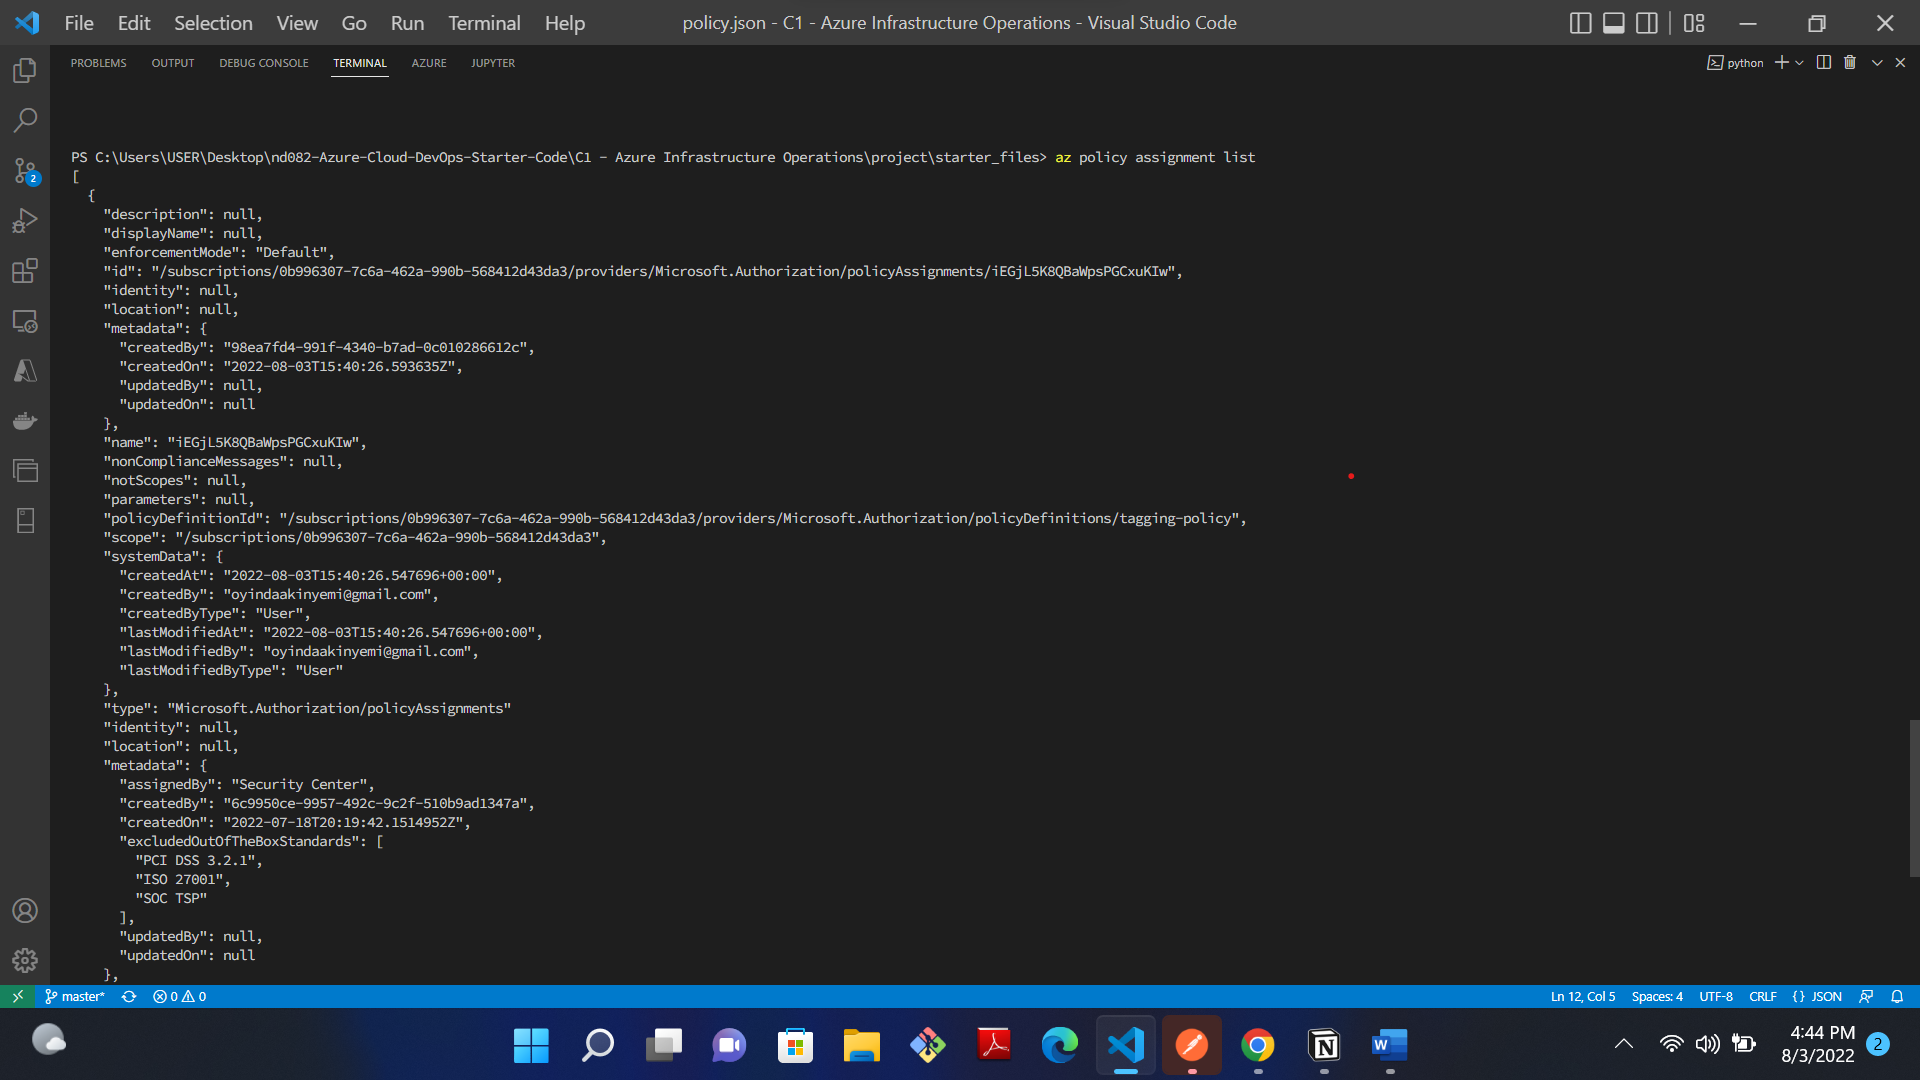 File Edit Selection View Go Run Terminal Help
policy.json - C1 - Azure Infrastructure Operations - Visual Studio Code
PROBLEMS OUTPUT DEBUG CONSOLE TERMINAL AZURE JUPYTER
python
PS C:\Users\USER\Desktop\nd082-Azure-Cloud-DevOps-Starter-Code\C1 - Azure Infrastructure Operations\project\starter_files> az policy assignment list
[
{
"description": null,
"displayName": null,
"enforcementMode": "Default",
"id": "/subscriptions/0b996307-7c6a-462a-990b-568412d43da3/providers/Microsoft.Authorization/policyAssignments/iEGjL5K8QBaWpsPGCxuKIw",
"identity": null,
"location": null,
"metadata": {
"createdBy": "98ea7fd4-991f-4340-b7ad-0c010286612c",
"createdOn": "2022-08-03T15:40:26.593635Z",
"updatedBy": null,
"updatedOn": null
},
"name": "iEGjL5K8QBaWpsPGCxuKIw",
"nonComplianceMessages": null,
"notScopes": null,
"parameters": null,
"policyDefinitionId": "/subscriptions/0b996307-7c6a-462a-990b-568412d43da3/providers/Microsoft.Authorization/policyDefinitions/tagging-policy",
"scope": "/subscriptions/0b996307-7c6a-462a-990b-568412d43da3",
"systemData": {
"createdAt": "2022-08-03T15:40:26.547696+00:00",
"createdBy": "oyindaakinyemi@gmail.com",
"createdByType": "User",
"lastModifiedAt": "2022-08-03T15:40:26.547696+00:00",
"lastModifiedBy": "oyindaakinyemi@gmail.com",
"lastModifiedByType": "User"
},
"type": "Microsoft.Authorization/policyAssignments"
"identity": null,
"location": null,
"metadata": {
"assignedBy": "Security Center",
"createdBy": "6c9950ce-9957-492c-9c2f-510b9ad1347a",
"createdOn": "2022-07-18T20:19:42.1514952Z",
"excludedOutOfTheBoxStandards": [
"PCI DSS 3.2.1",
"ISO 27001",
"SOC TSP"
],
"updatedBy": null,
"updatedOn": null
},
2
master* 0 0 Ln 12, Col 5 Spaces: 4 UTF-8 CRLF {} JSON
4:44 PM
8/3/2022
2